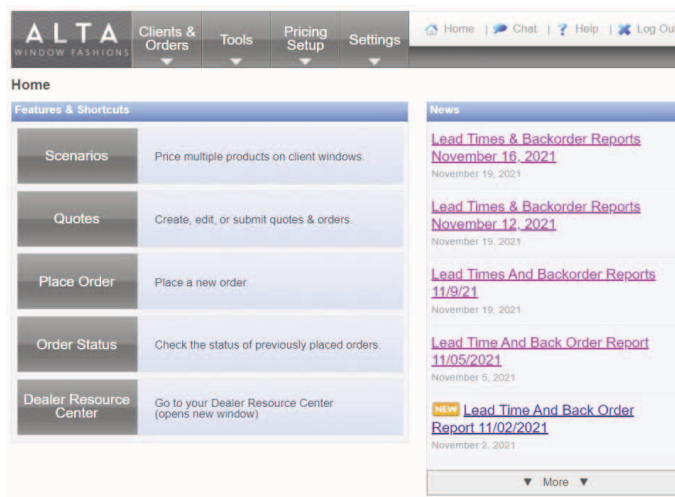 ALTA
WINDOW FASHIONS
Clients &
Orders
Tools
Pricing
Setup
Settings
Home | Chat | ? Help | Log Ou
Home
Features & Shortcuts
Scenarios
Price multiple products on client windows.
Quotes
Create, edit, or submit quotes & orders.
Place Order
Place a new order.
Order Status
Check the status of previously placed orders.
Dealer Resource
Center
Go to your Dealer Resource Center
(opens new window)
News
Lead Times & Backorder Reports
November 16, 2021
November 19, 2021
Lead Times & Backorder Reports
November 12, 2021
November 19, 2021
Lead Times And Backorder Reports
11/9/21
November 19, 2021
Lead Time And Back Order Report
11/05/2021
November 5, 2021
NEW Lead Time And Back Order
Report 11/02/2021
November 2, 2021
▼ More ▼